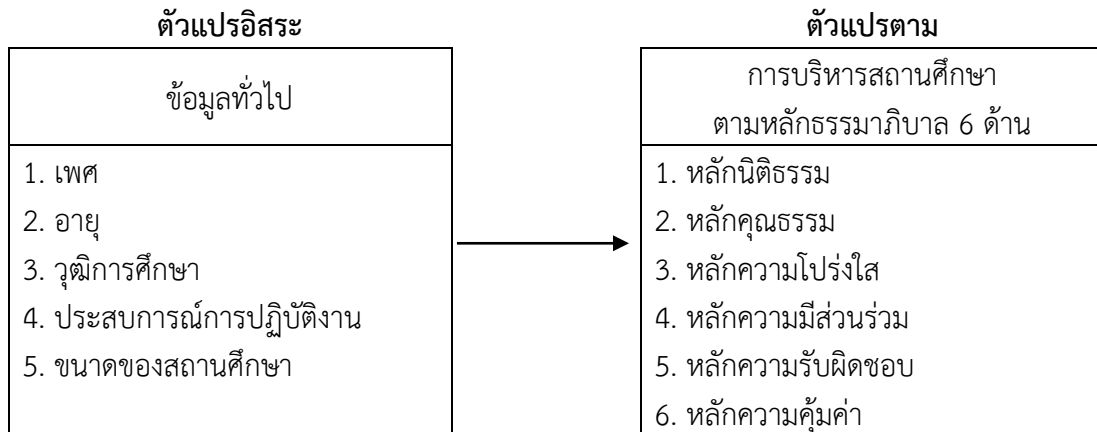 ตัวแปรอิสระ
ข้อมูลทั่วไป
1. เพศ
2. อายุ
3. วุฒิการศึกษา
4. ประสบการณ์การปฏิบัติงาน
5. ขนาดของสถานศึกษา
ตัวแปรตาม
การบริหารสถานศึกษา
ตามหลักธรรมาภิบาล 6 ด้าน
1. หลักนิติธรรม
2. หลักคุณธรรม
3. หลักความโปร่งใส
4. หลักความมีส่วนร่วม
5. หลักความรับผิดชอบ
6. หลักความคุ้มค่า